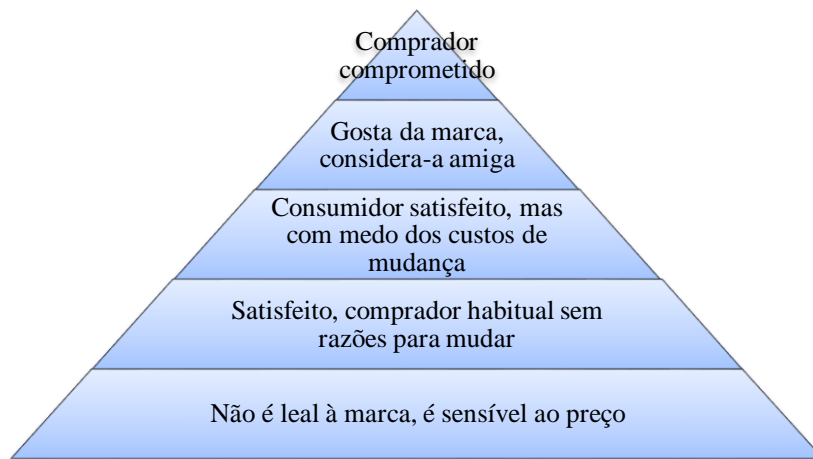 Comprador
comprometido
Gosta da marca,
considera-a amiga
Consumidor satisfeito, mas
com medo dos custos de
mudança
Satisfeito, comprador habitual sem
razões para mudar
Não é leal à marca, é sensível ao preço